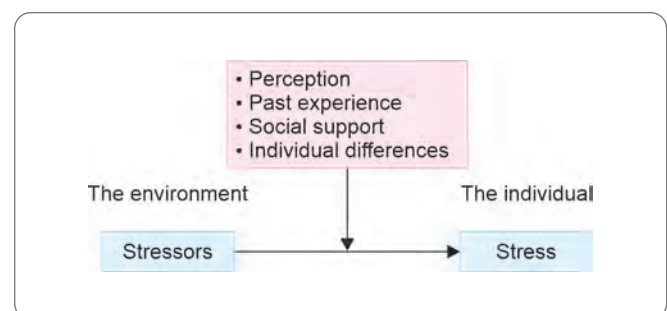 • Perception
• Past experience
• Social support
• Individual differences
The environment
The individual
Stressors
Stress